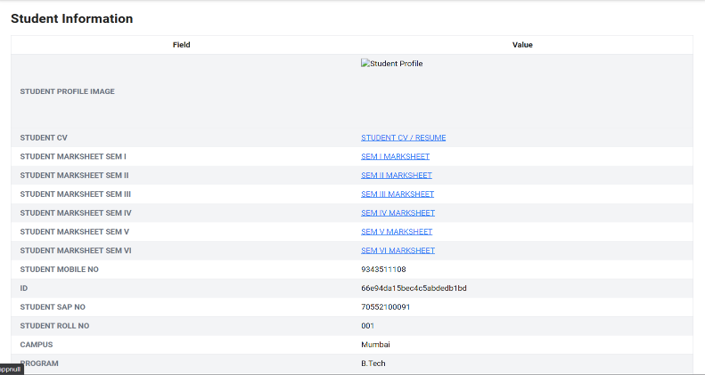 Student Information
Field Value
Student Profile
STUDENT PROFILE IMAGE
STUDENT CV STUDENT CV / RESUME
STUDENT MARKSHEET SEM I SEM I MARKSHEET
STUDENT MARKSHEET SEM II SEM II MARKSHEET
STUDENT MARKSHEET SEM III SEM III MARKSHEET
STUDENT MARKSHEET SEM IV SEM IV MARKSHEET
STUDENT MARKSHEET SEM V SEM V MARKSHEET
STUDENT MARKSHEET SEM VI SEM VI MARKSHEET
STUDENT MOBILE NO 9343511108
ID 66e94da15bec4c5abdedb1bd
STUDENT SAP NO 70552100091
STUDENT ROLL NO 001
CAMPUS Mumbai
PROGRAM B.Tech
appnull